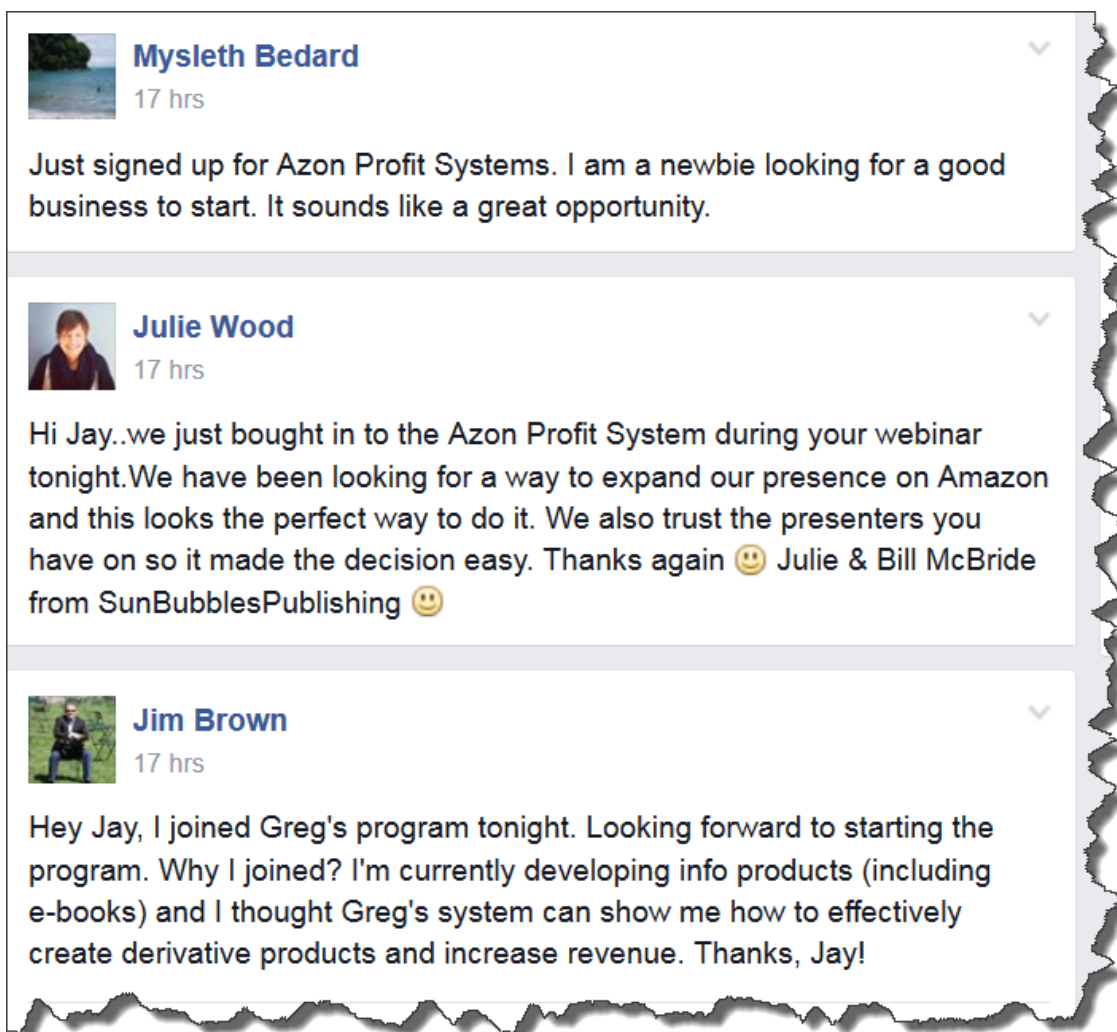 Mysleth Bedard
17 hrs
Just signed up for Azon Profit Systems. I am a newbie looking for a good
business to start. It sounds like a great opportunity.
Julie Wood
17 hrs
Hi Jay..we just bought in to the Azon Profit System during your webinar
tonight.We have been looking for a way to expand our presence on Amazon
and this looks the perfect way to do it. We also trust the presenters you
have on so it made the decision easy. Thanks again 🙂 Julie & Bill McBride
from SunBubblesPublishing 🙂
Jim Brown
17 hrs
Hey Jay, I joined Greg's program tonight. Looking forward to starting the
program. Why I joined? I'm currently developing info products (including
e-books) and I thought Greg's system can show me how to effectively
create derivative products and increase revenue. Thanks, Jay!